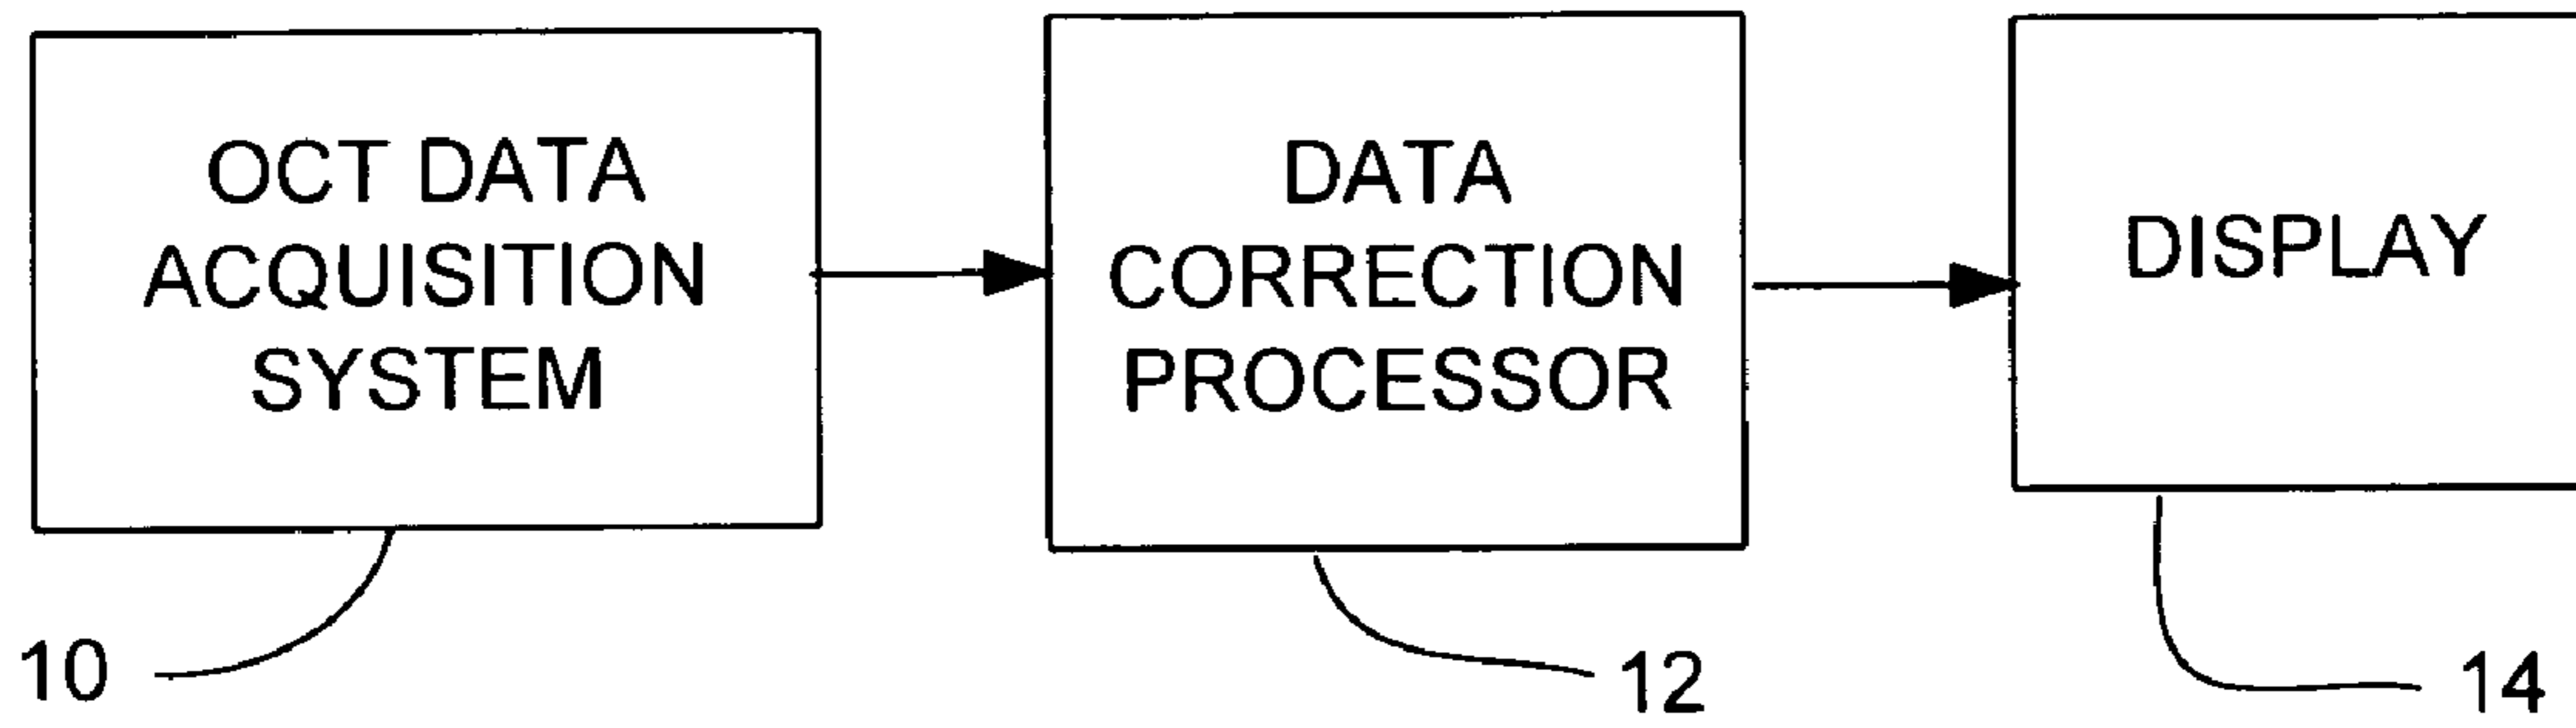 OCT DATA
ACQUISITION
SYSTEM
DATA
CORRECTION
PROCESSOR
DISPLAY
10
12
14